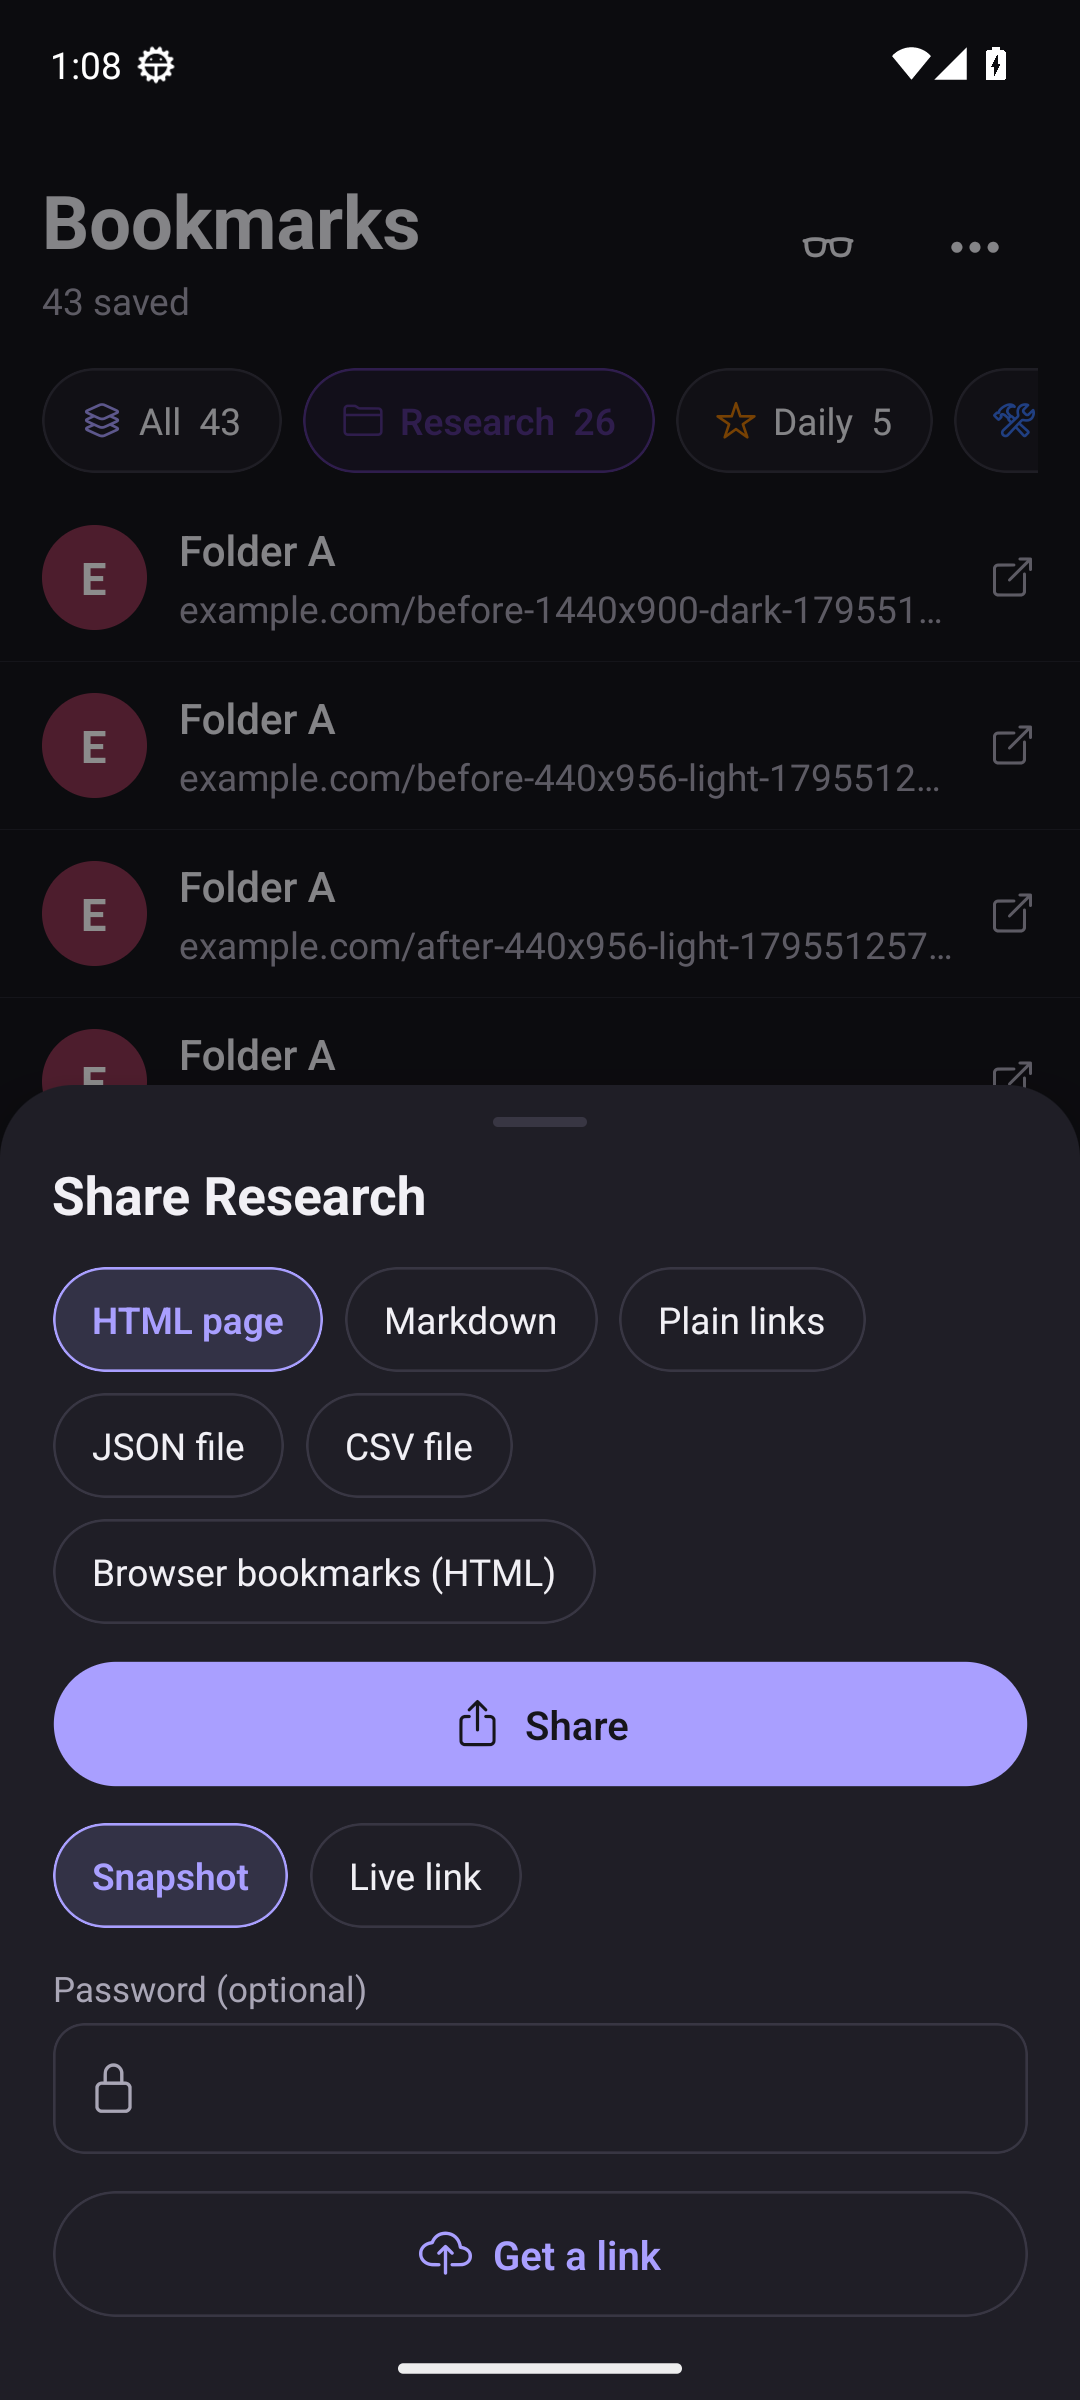 1:08
Bookmarks
43 saved
All 43
Research 26
Daily 5
E
Folder A
example.com/before-1440x900-dark-179551...
E
Folder A
example.com/before-440x956-light-1795512...
E
Folder A
example.com/after-440x956-light-179551257...
E
Folder A
Share Research
HTML page
Markdown
Plain links
JSON file
CSV file
Browser bookmarks (HTML)
Share
Snapshot
Live link
Password (optional)
Get a link